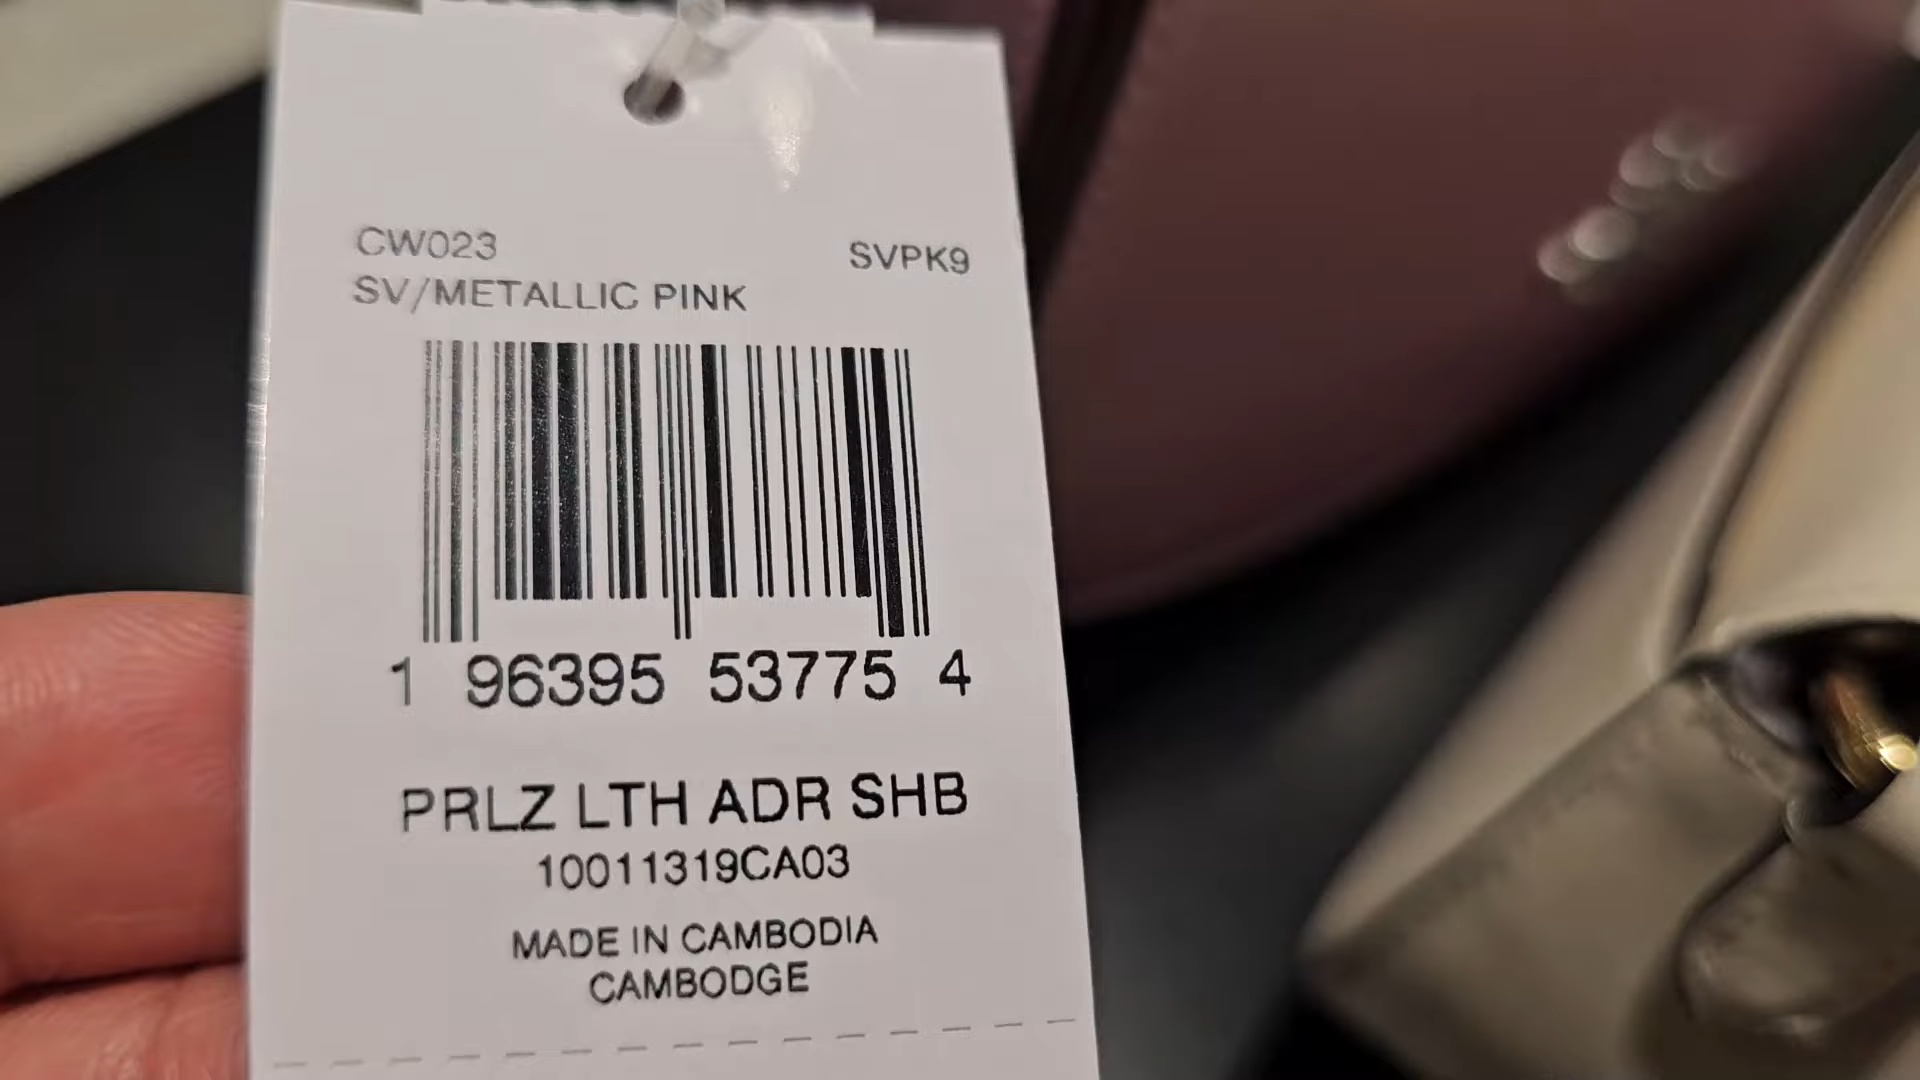 CW023 SVPK9
SV/METALLIC PINK
1 96395 53775 4
PRLZ LTH ADR SHB
10011319CA03
MADE IN CAMBODIA
CAMBODGE